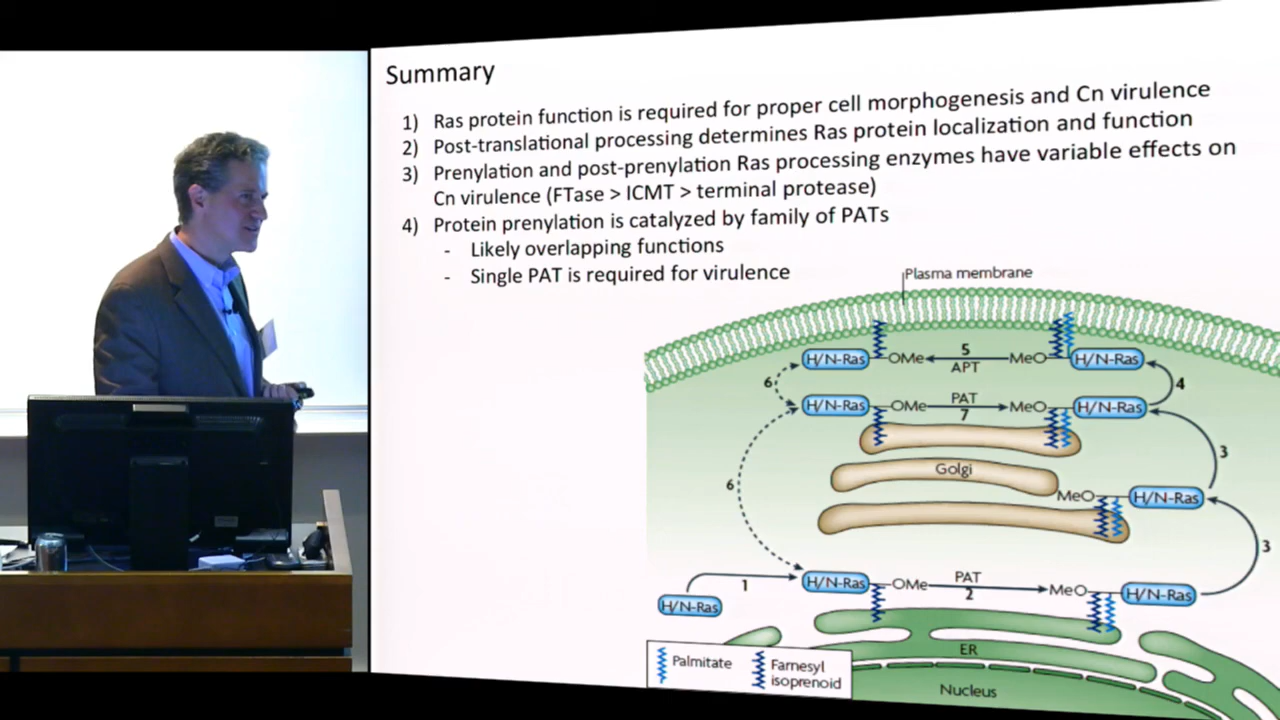 Summary
1) Ras protein function is required for proper cell morphogenesis and Cn virulence
2) Post-translational processing determines Ras protein localization and function
3) Prenylation and post-prenylation Ras processing enzymes have variable effects on
Cn virulence (FTase > ICMT > terminal protease)
4) Protein prenylation is catalyzed by family of PATs
- Likely overlapping functions
- Single PAT is required for virulence
Plasma membrane
H/N-Ras OMe 5 MeO H/N-Ras
APT
6 4
H/N-Ras OMe PAT MeO H/N-Ras
7
3
Golgi
6 MeO H/N-Ras
3
H/N-Ras OMe PAT MeO H/N-Ras
1 2
H/N-Ras
ER
Palmitate Farnesyl
isoprenoid
Nucleus